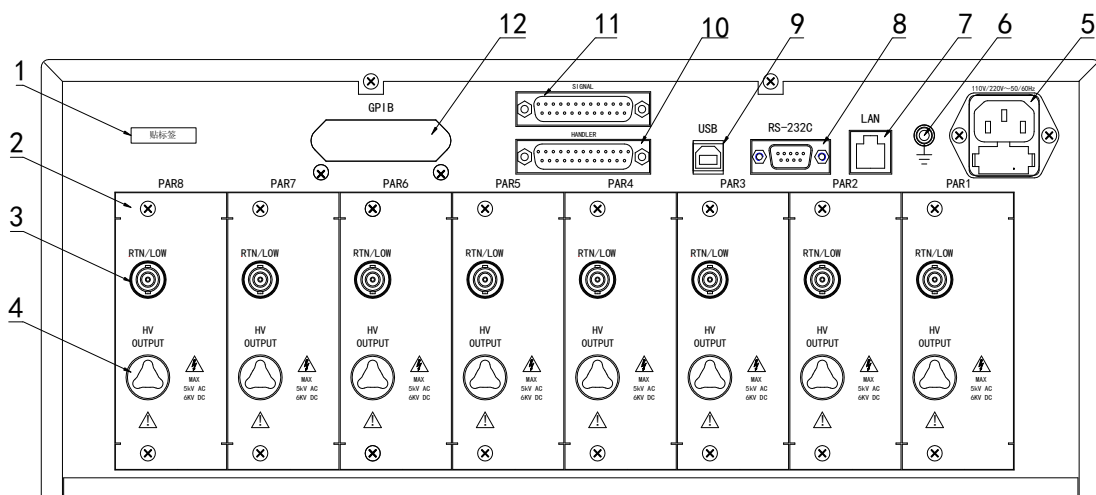 12
11
10
9
8
7
6
5
1
SIGNAL
110V/220V～50/60Hz
GPIB
贴标签
HANDLER
USB
RS-232C
LAN
2
PAR8
PAR7
PAR6
PAR5
PAR4
PAR3
PAR2
PAR1
3
RTN/LOW
RTN/LOW
RTN/LOW
RTN/LOW
RTN/LOW
RTN/LOW
RTN/LOW
RTN/LOW
4
HV
OUTPUT
MAX
5kV AC
6KV DC
HV
OUTPUT
MAX
5kV AC
6KV DC
HV
OUTPUT
MAX
5kV AC
6KV DC
HV
OUTPUT
MAX
5kV AC
6KV DC
HV
OUTPUT
MAX
5kV AC
6KV DC
HV
OUTPUT
MAX
5kV AC
6KV DC
HV
OUTPUT
MAX
5kV AC
6KV DC
HV
OUTPUT
MAX
5kV AC
6KV DC